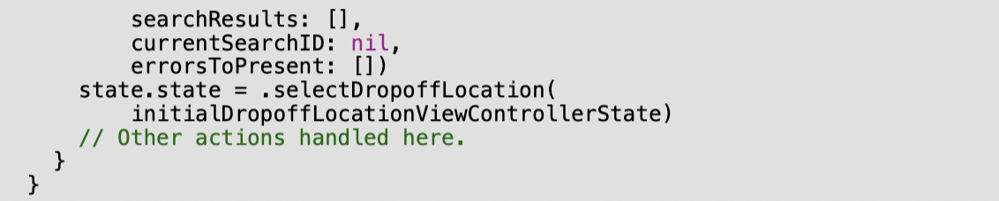 searchResults: [],
currentSearchID: nil,
errorsToPresent: [])
state.state = .selectDropoffLocation(
initialDropoffLocationViewControllerState)
// Other actions handled here.
}
}